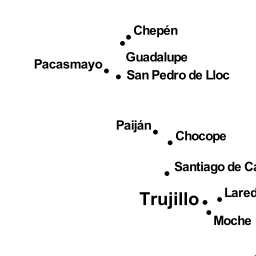 Chepén
Guadalupe
Pacasmayo
San Pedro de Lloc
Paiján
Chocope
Santiago de Ca
Trujillo
Lared
Moche